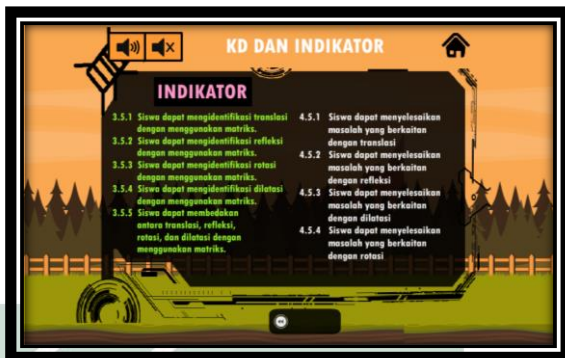 KD DAN INDIKATOR
INDIKATOR
3.5.1 Siswa dapat mengidentifikasi translasi
dengan menggunakan matriks.
3.5.2 Siswa dapat mengidentifikasi refleksi
dengan menggunakan matriks.
3.5.3 Siswa dapat mengidentifikasi rotasi
dengan menggunakan matriks.
3.5.4 Siswa dapat mengidentifikasi dilatasi
dengan menggunakan matriks.
3.5.5 Siswa dapat membedakan
antara translasi, refleksi,
rotasi, dan dilatasi dengan
menggunakan matriks.
4.5.1 Siswa dapat menyelesaikan
masalah yang berkaitan
dengan translasi
4.5.2 Siswa dapat menyelesaikan
masalah yang berkaitan
dengan refleksi
4.5.3 Siswa dapat menyelesaikan
masalah yang berkaitan
dengan dilatasi
4.5.4 Siswa dapat menyelesaikan
masalah yang berkaitan
dengan rotasi